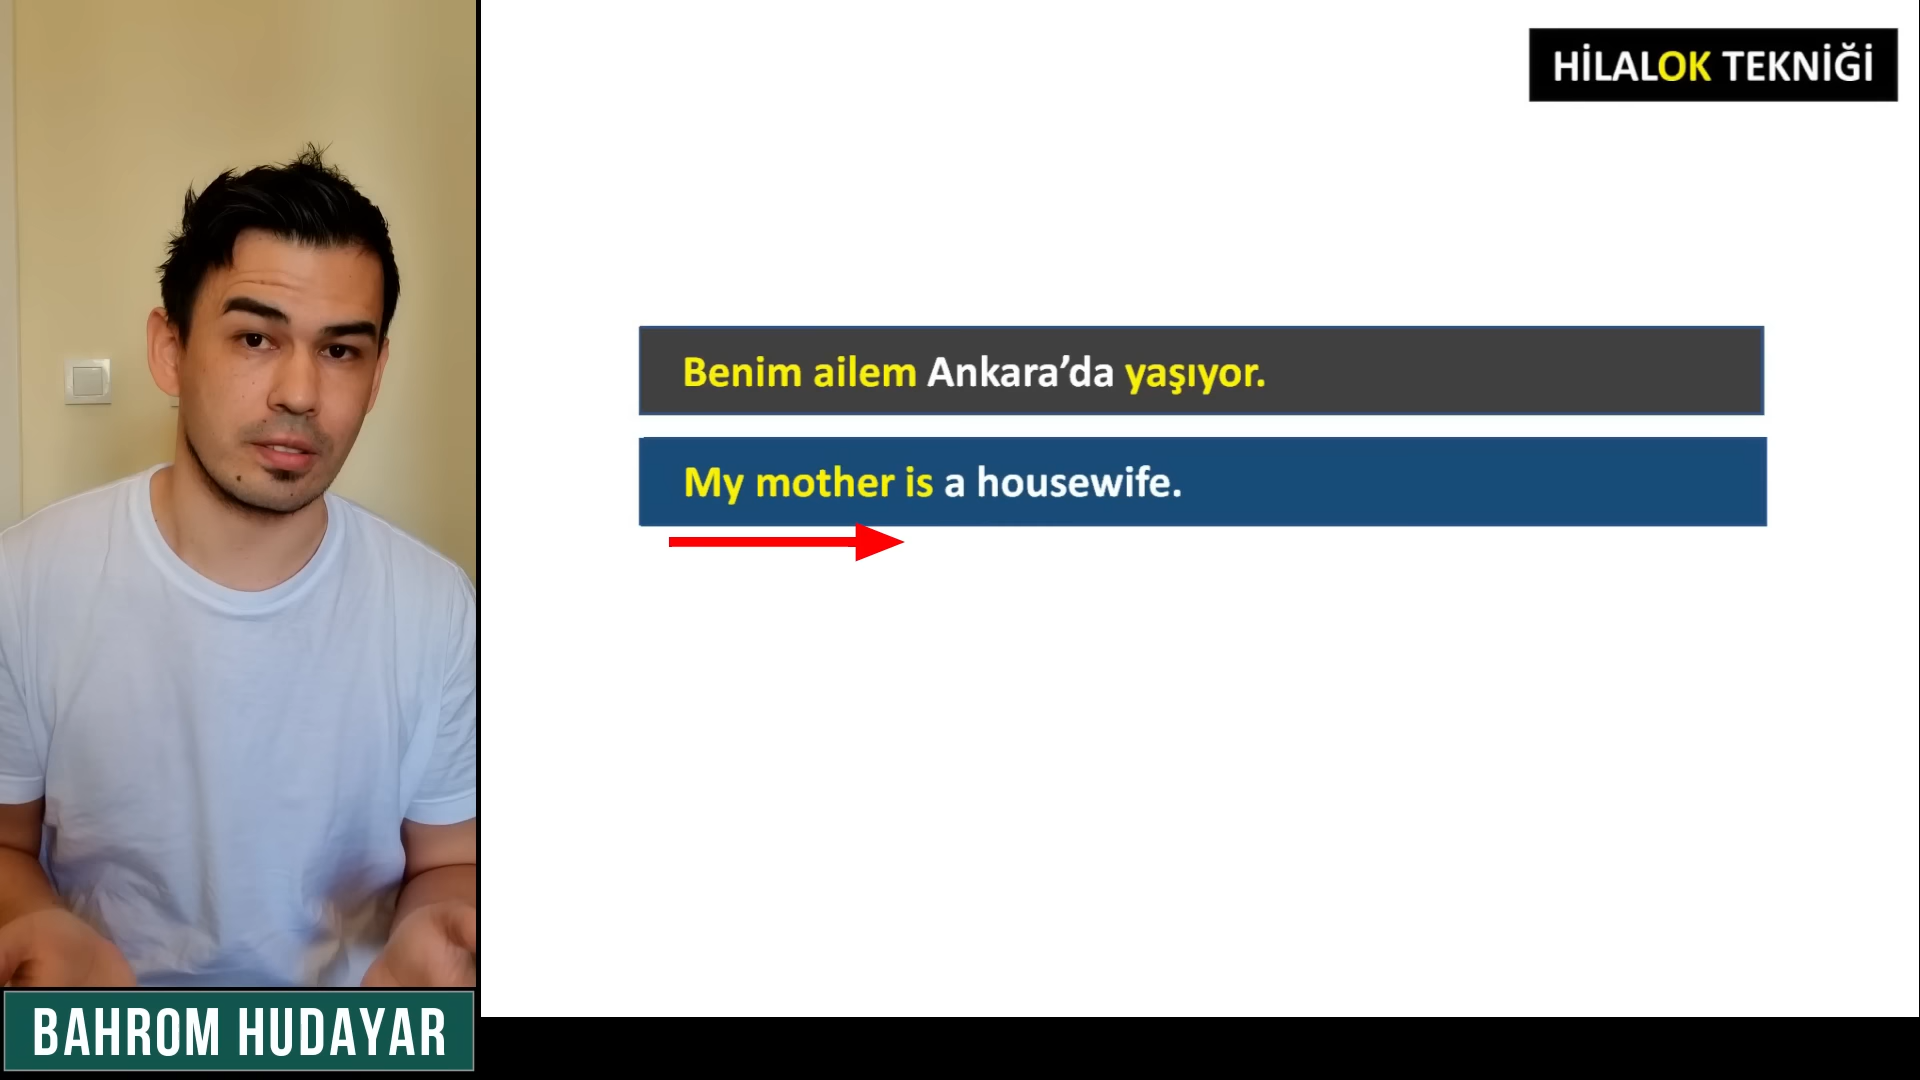 HİLALOK TEKNİĞİ
Benim ailem Ankara’da yaşıyor.
My mother is a housewife.
BAHROM HUDAYAR